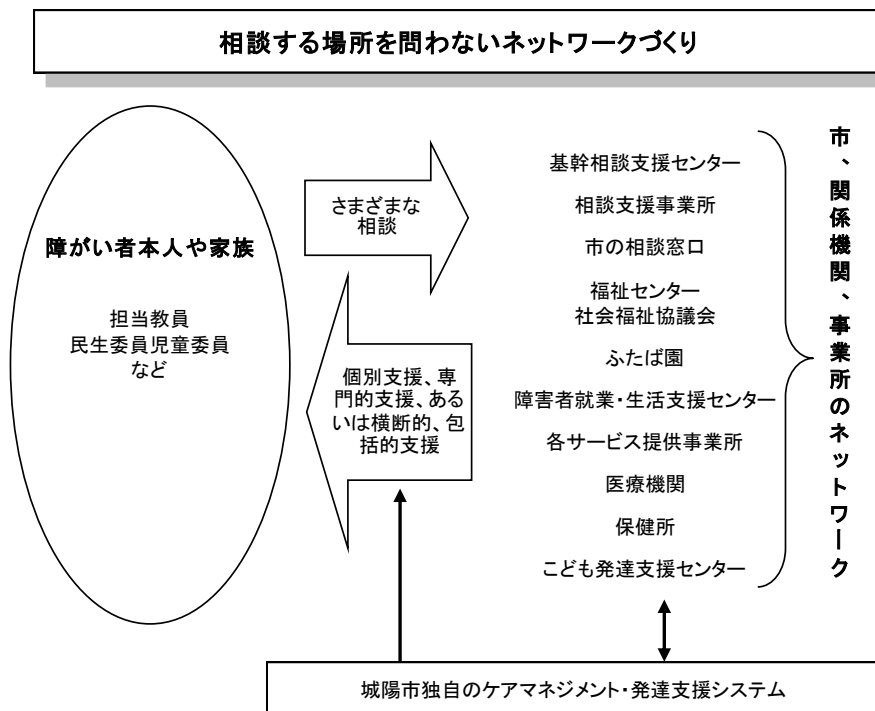 相談する場所を問わないネットワークづくり
障がい者本人や家族
担当教員
民生委員児童委員
など
さまざまな
相談
個別支援、専
門的支援、ある
いは横断的、包
括的支援
基幹相談支援センター
相談支援事業所
市の相談窓口
福祉センター
社会福祉協議会
ふたば園
障害者就業・生活支援センター
各サービス提供事業所
医療機関
保健所
こども発達支援センター
市、関係機関、事業所のネットワーク
城陽市独自のケアマネジメント・発達支援システム